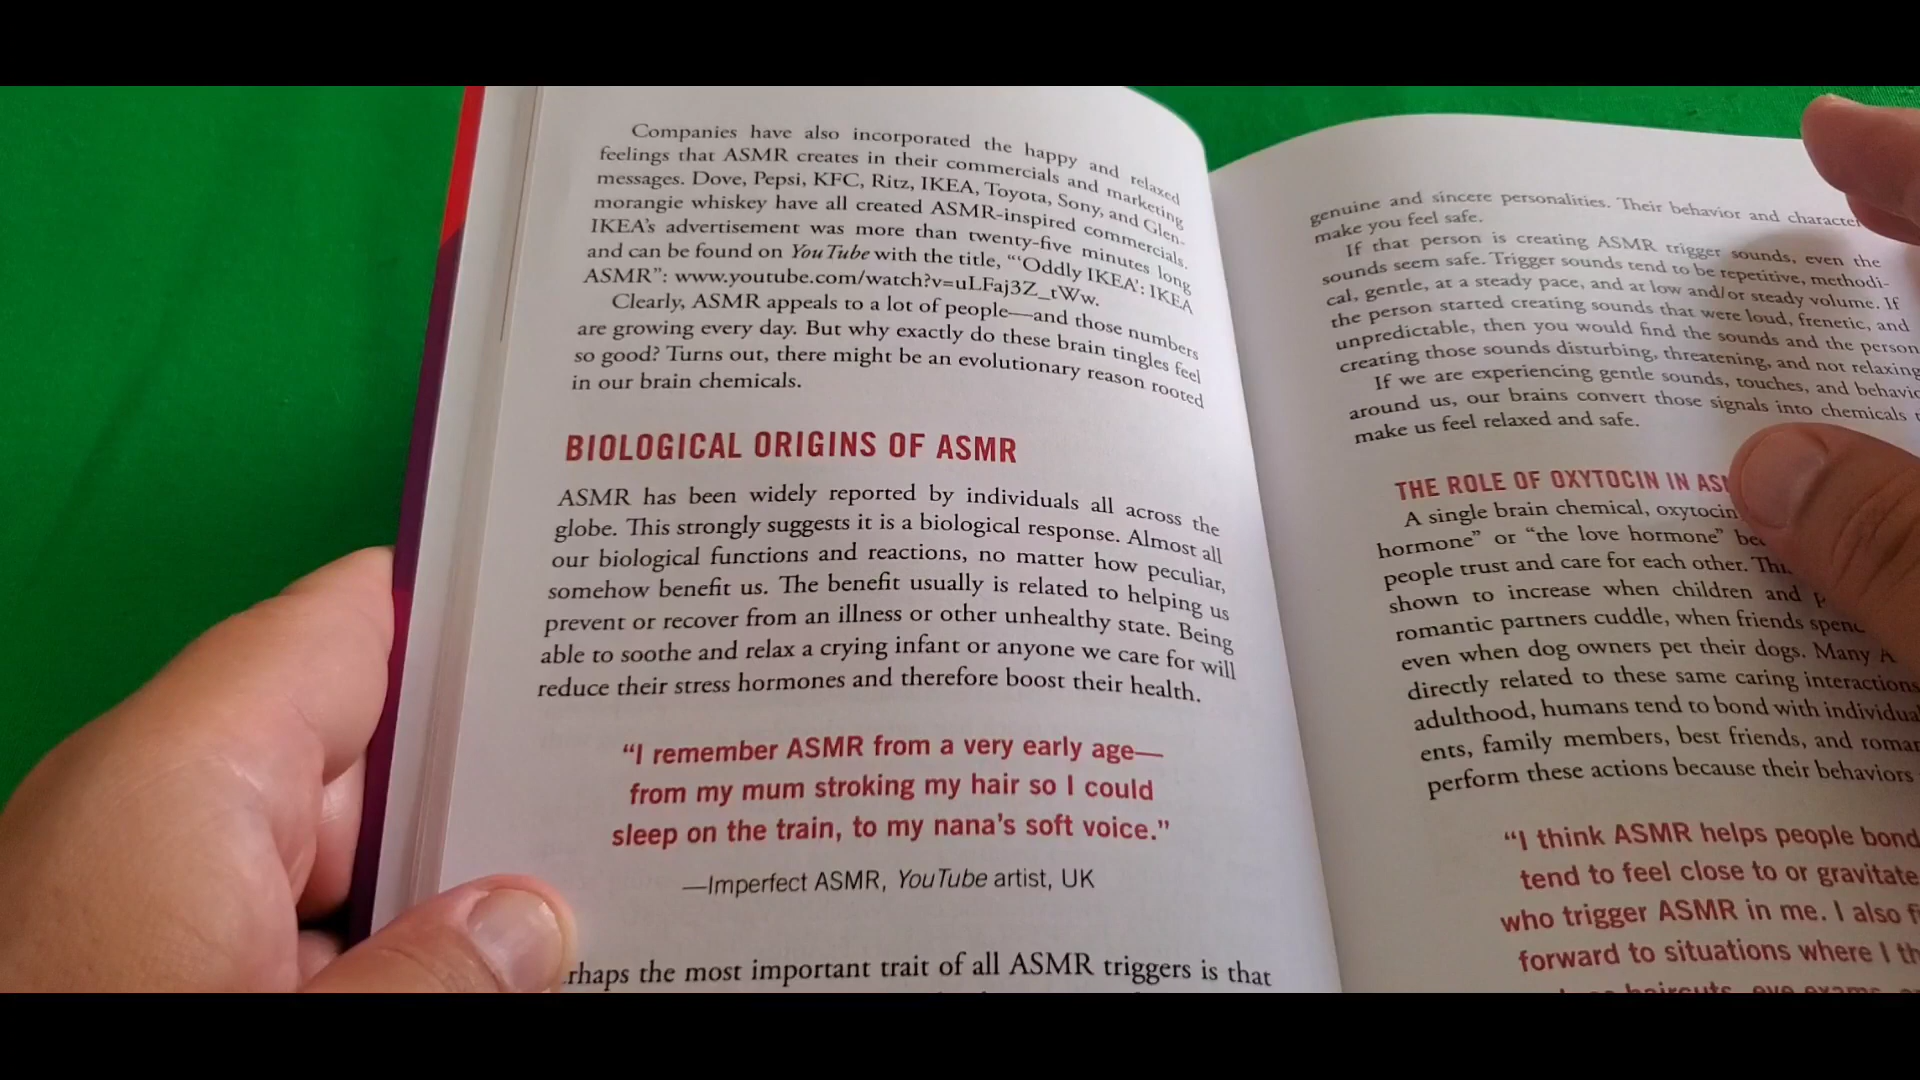 Companies have also incorporated the happy and relaxed
feelings that ASMR creates in their commercials and marketing
messages. Dove, Pepsi, KFC, Ritz, IKEA, Toyota, Sony, and Glen-
morangie whiskey have all created ASMR-inspired commercials.
IKEA's advertisement was more than twenty-five minutes long
and can be found on YouTube with the title, "'Oddly IKEA': IKEA
ASMR": www.youtube.com/watch?v=uLFaj3Z_tWw.
Clearly, ASMR appeals to a lot of people—and those numbers
are growing every day. But why exactly do these brain tingles feel
so good? Turns out, there might be an evolutionary reason rooted
in our brain chemicals.
BIOLOGICAL ORIGINS OF ASMR
ASMR has been widely reported by individuals all across the
globe. This strongly suggests it is a biological response. Almost all
our biological functions and reactions, no matter how peculiar,
somehow benefit us. The benefit usually is related to helping us
prevent or recover from an illness or other unhealthy state. Being
able to soothe and relax a crying infant or anyone we care for will
reduce their stress hormones and therefore boost their health.
"I remember ASMR from a very early age—
from my mum stroking my hair so I could
sleep on the train, to my nana's soft voice."
—Imperfect ASMR, YouTube artist, UK
the most important trait of all ASMR triggers is that
genuine and sincere personalities. Their behavior and
make you feel safe.
If that person is creating ASMR trigger sounds, even the
sounds seem safe. Trigger sounds tend to be repetitive, methodi-
cal, gentle, at a steady pace, and at low and/or steady volume. If
the person started creating sounds that were loud, frenetic, and
unpredictable, then you would find the sounds and the person
creating those sounds disturbing, threatening, and not relaxing
If we are experiencing gentle sounds, touches, and
around us, our brains convert those signals into chemicals
make us feel relaxed and safe.
THE ROLE OF OXYTOCIN IN
A single brain chemical, oxytocin
hormone" or "the love hormone"
people trust and care for each other.
shown to increase when children and
romantic partners cuddle, when friends
even when dog owners pet their dogs. Many
directly related to these same caring interactions
adulthood, humans tend to bond with
ents, family members, best friends, and
perform these actions because their behaviors
"I think ASMR helps people bond
tend to feel close to or gravitate
who trigger ASMR in me. I also
forward to situations where I
haircuts, eye exams,